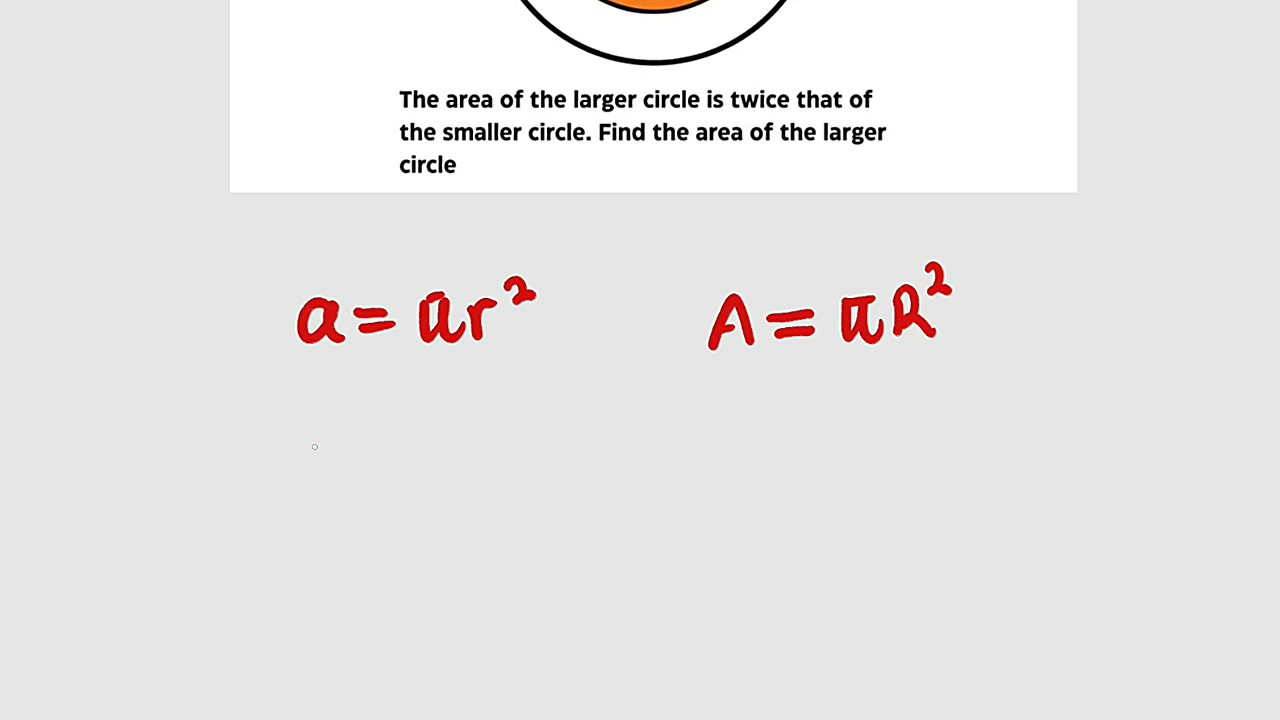 The area of the larger circle is twice that of
the smaller circle. Find the area of the larger
circle
a = πr² A = πR²